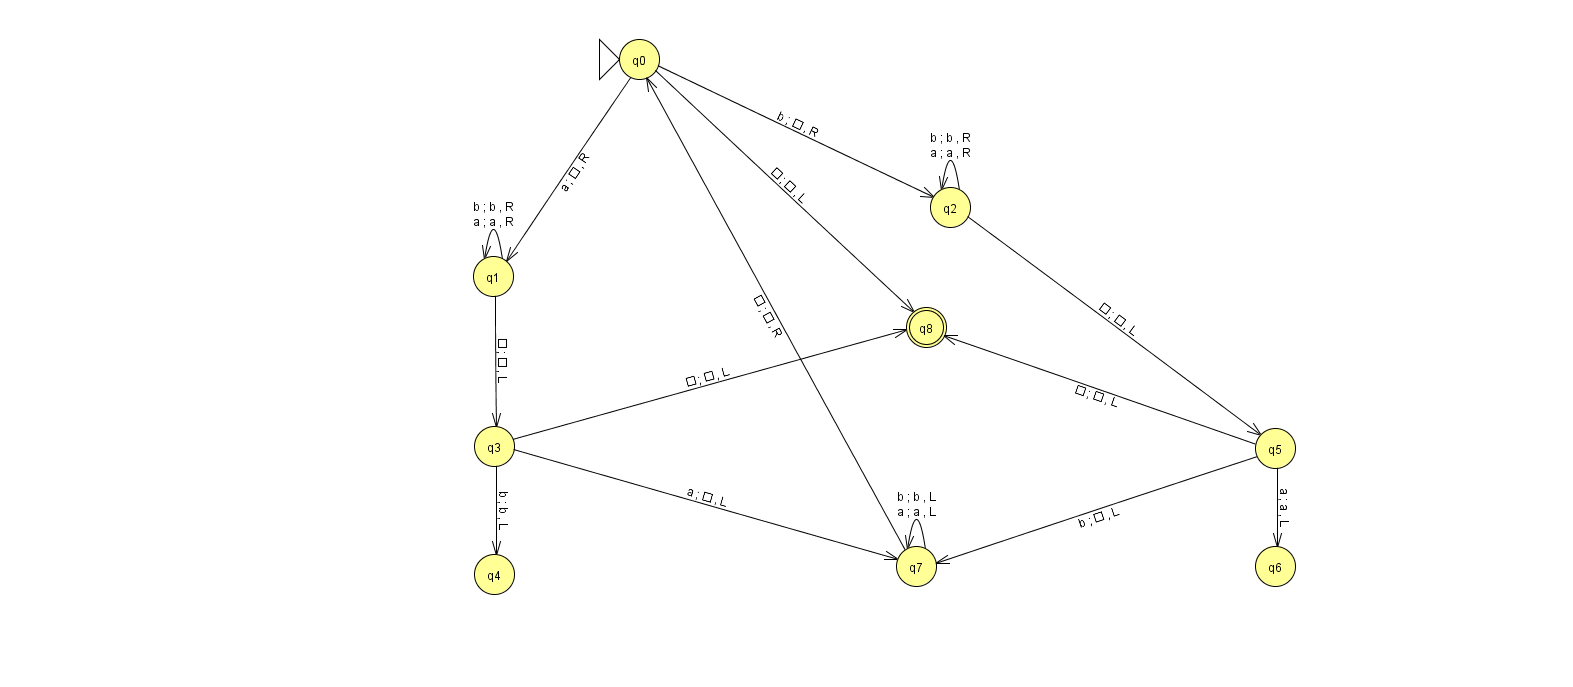 q0
b ; □ , R
b ; b , R
a ; a , R
a ; □ , R
□ ; □ , L
b ; b , R
a ; a , R
q2
q1
□ ; □ , R
□ ; □ , L
q8
□ ; □ , L
□ ; □ , L
□ ; □ , L
q3
q5
a ; □ , L
b ; b , L
b ; b , L
a ; a , L
b ; □ , L
a ; a , L
q4
q7
q6